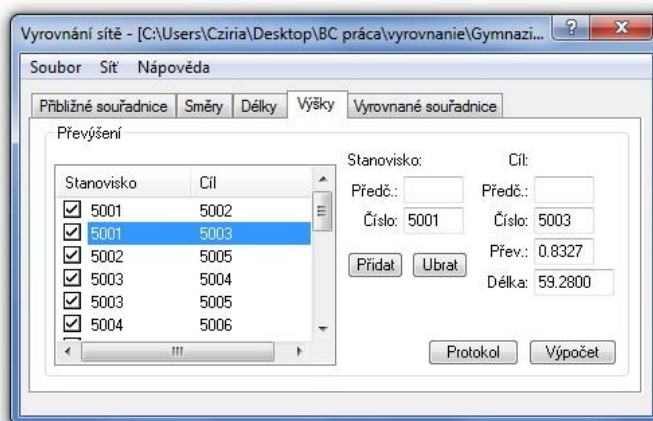 Vyrovnání sítě - [C:\Users\Cziria\Desktop\BC práca\vyrovnanie\Gymnazi...
Soubor Síť Nápověda
Přibližné souřadnice Směry Délky Výšky Vyrovnané souřadnice
Převýšení
Stanovisko: Cíl:
Stanovisko Cíl
Předč.: Předč.:
5001 5002
Číslo: 5001 Číslo: 5003
5001 5003
5002 5005
Přev.: 0.8327
Přidat Ubrat
5003 5004
Délka: 59.2800
5003 5005
5004 5006
Protokol Výpočet